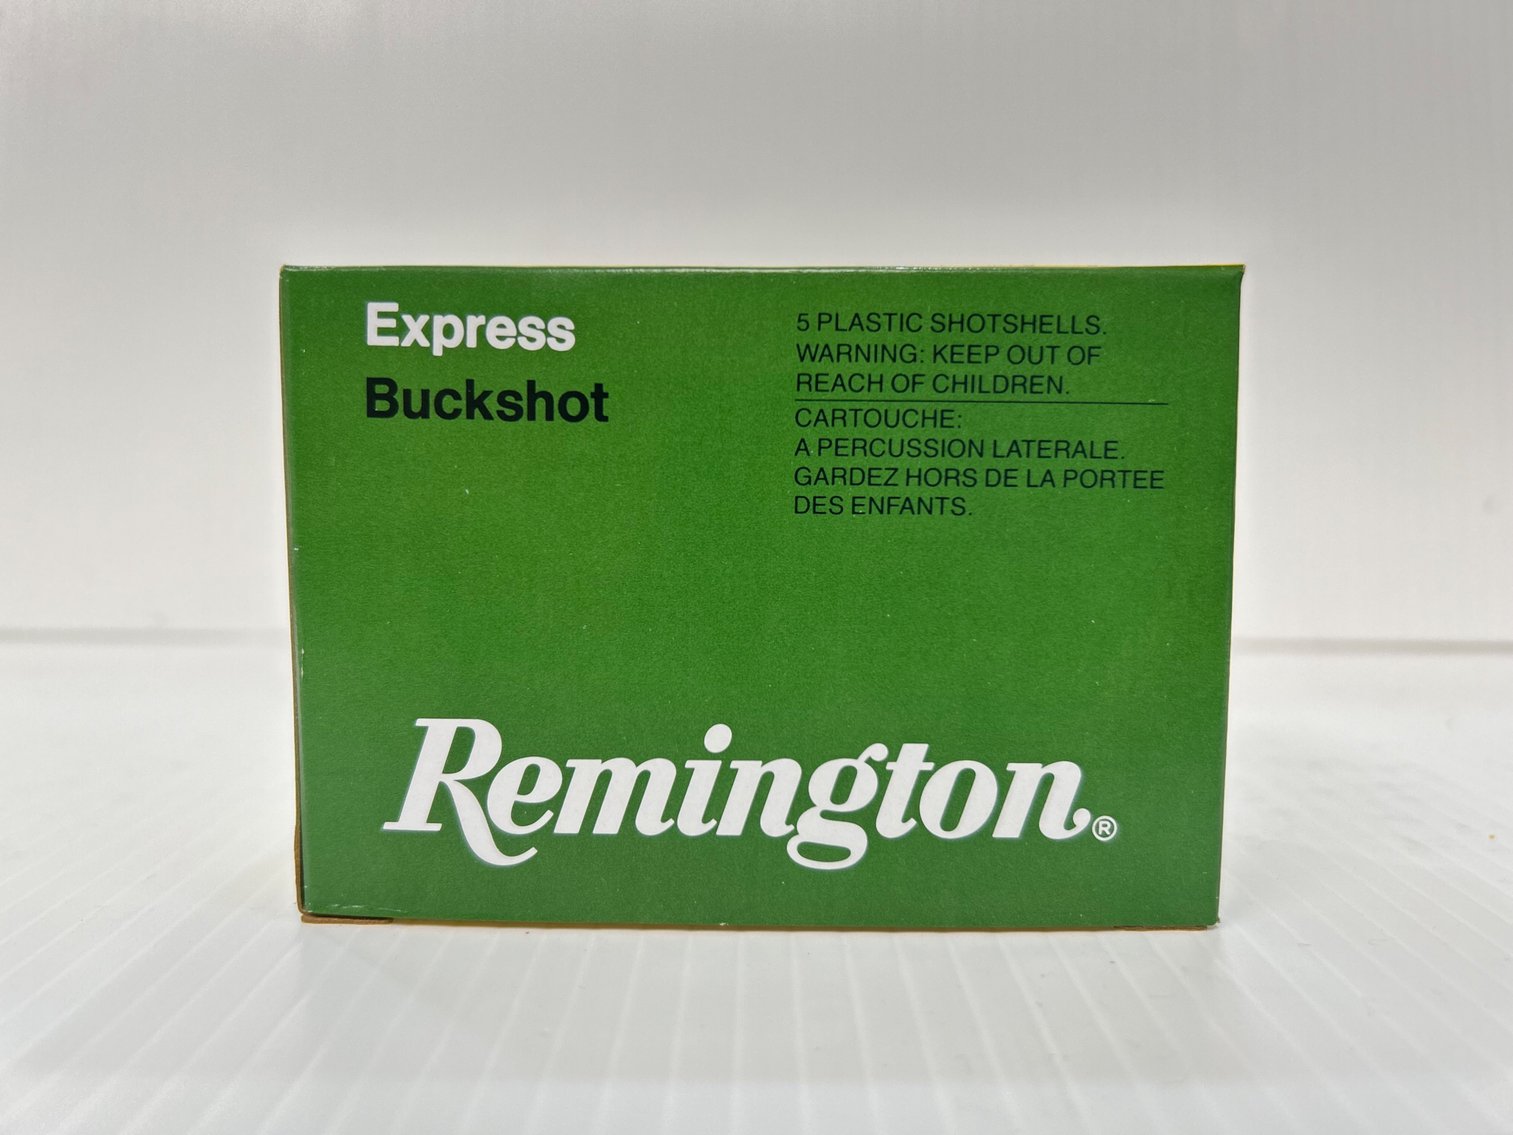 Express
Buckshot
5 PLASTIC SHOTSHELLS.
WARNING: KEEP OUT OF
REACH OF CHILDREN.
CARTOUCHE:
A PERCUSSION LATERALE.
GARDEZ HORS DE LA PORTEE
DES ENFANTS.
Remington®